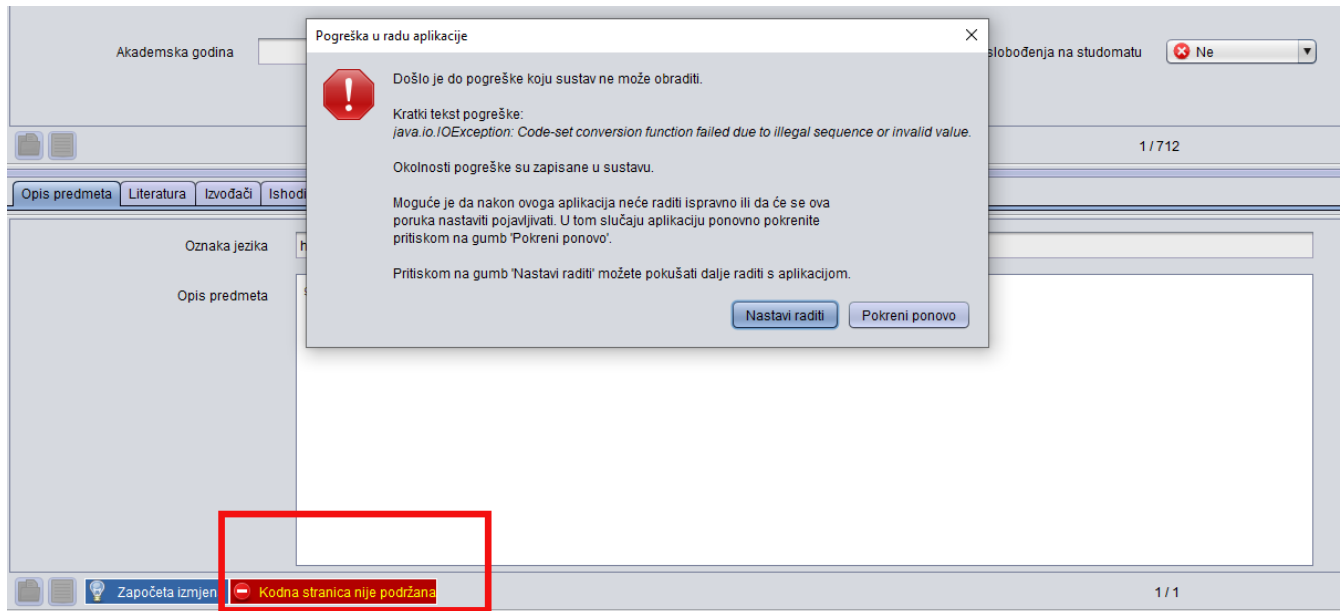 Akademska godina
Pogreška u radu aplikacije
slobođenja na studomatu
Ne
Došlo je do pogreške koju sustav ne može obraditi.
Kratki tekst pogreške:
java.io.IOException: Code-set conversion function failed due to illegal sequence or invalid value.
Okolnosti pogreške su zapisane u sustavu.
Moguće je da nakon ovoga aplikacija neće raditi ispravno ili da će se ova
poruka nastaviti pojavljivati. U tom slučaju aplikaciju ponovno pokrenite
pritiskom na gumb 'Pokreni ponovo'.
Pritiskom na gumb 'Nastavi raditi' možete pokušati dalje raditi s aplikacijom.
Nastavi raditi
Pokreni ponovo
1 / 712
Opis predmeta
Literatura
Izvođači
Ishodi
Oznaka jezika
h
Opis predmeta
Započeta izmjen
Kodna stranica nije podržana
1 / 1